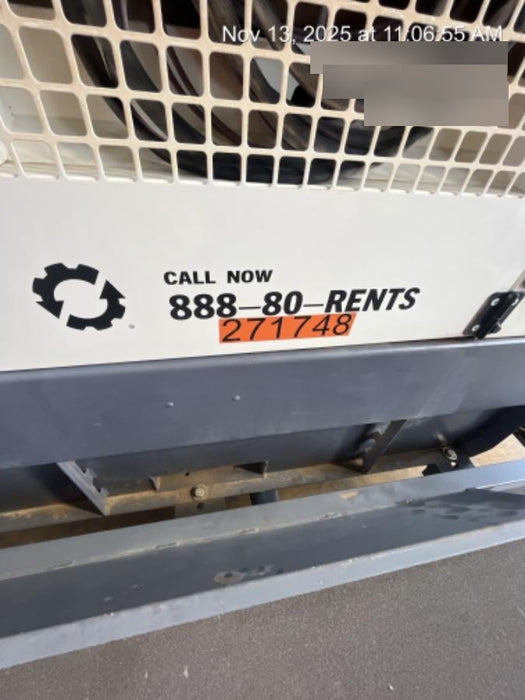 Nov 13, 2025 at 11:06:55 AM
CALL NOW
888-80-RENTS
271748